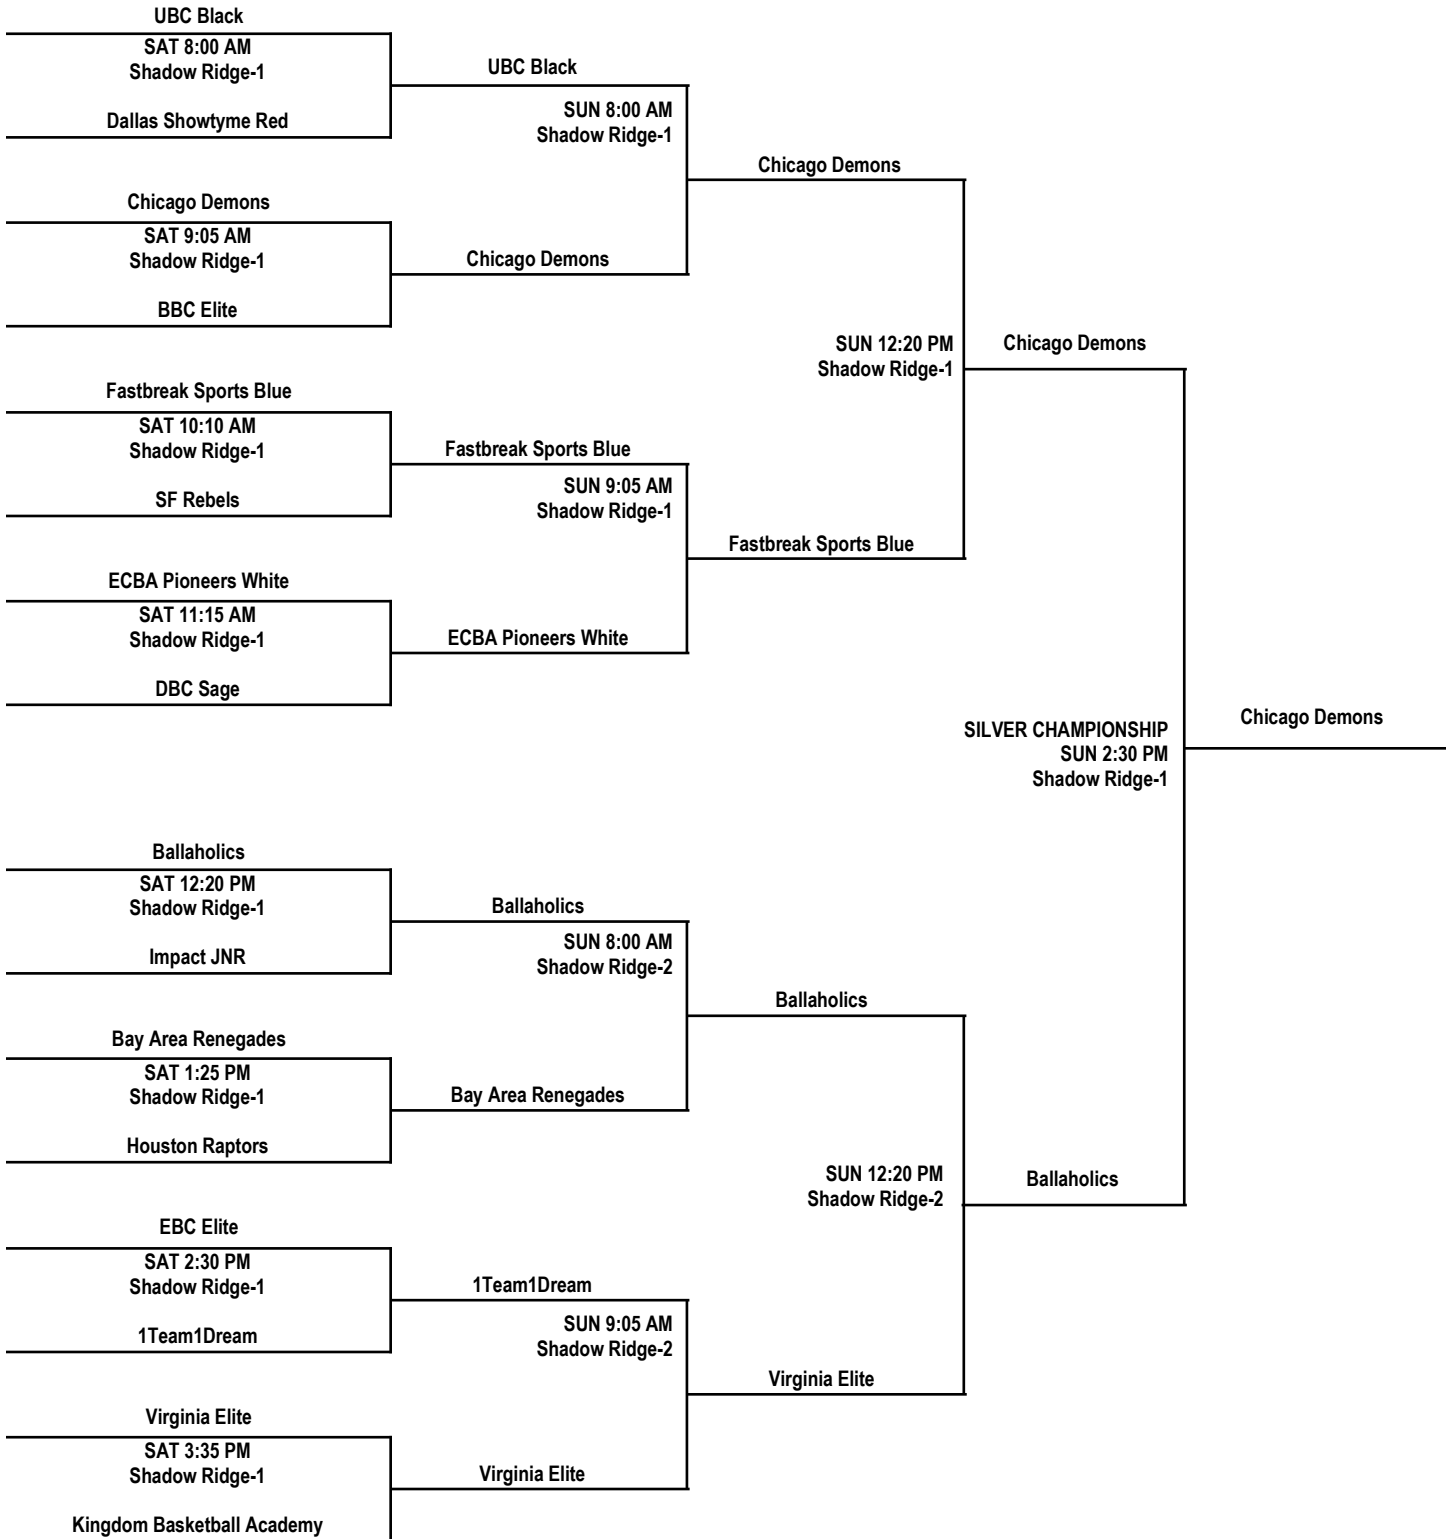 UBC Black
SAT 8:00 AM
Shadow Ridge-1
Dallas Showtyme Red
Chicago Demons
SAT 9:05 AM
Shadow Ridge-1
BBC Elite
Fastbreak Sports Blue
SAT 10:10 AM
Shadow Ridge-1
SF Rebels
ECBA Pioneers White
SAT 11:15 AM
Shadow Ridge-1
DBC Sage
Ballaholics
SAT 12:20 PM
Shadow Ridge-1
Impact JNR
Bay Area Renegades
SAT 1:25 PM
Shadow Ridge-1
Houston Raptors
EBC Elite
SAT 2:30 PM
Shadow Ridge-1
1Team1Dream
Virginia Elite
SAT 3:35 PM
Shadow Ridge-1
Kingdom Basketball Academy
UBC Black
SUN 8:00 AM
Shadow Ridge-1
Chicago Demons
Fastbreak Sports Blue
SUN 9:05 AM
Shadow Ridge-1
ECBA Pioneers White
Ballaholics
SUN 8:00 AM
Shadow Ridge-2
Bay Area Renegades
1Team1Dream
SUN 9:05 AM
Shadow Ridge-2
Virginia Elite
Chicago Demons
SUN 12:20 PM
Shadow Ridge-1
Fastbreak Sports Blue
Ballaholics
SUN 12:20 PM
Shadow Ridge-2
Virginia Elite
Chicago Demons
SILVER CHAMPIONSHIP
SUN 2:30 PM
Shadow Ridge-1
Ballaholics
Chicago Demons